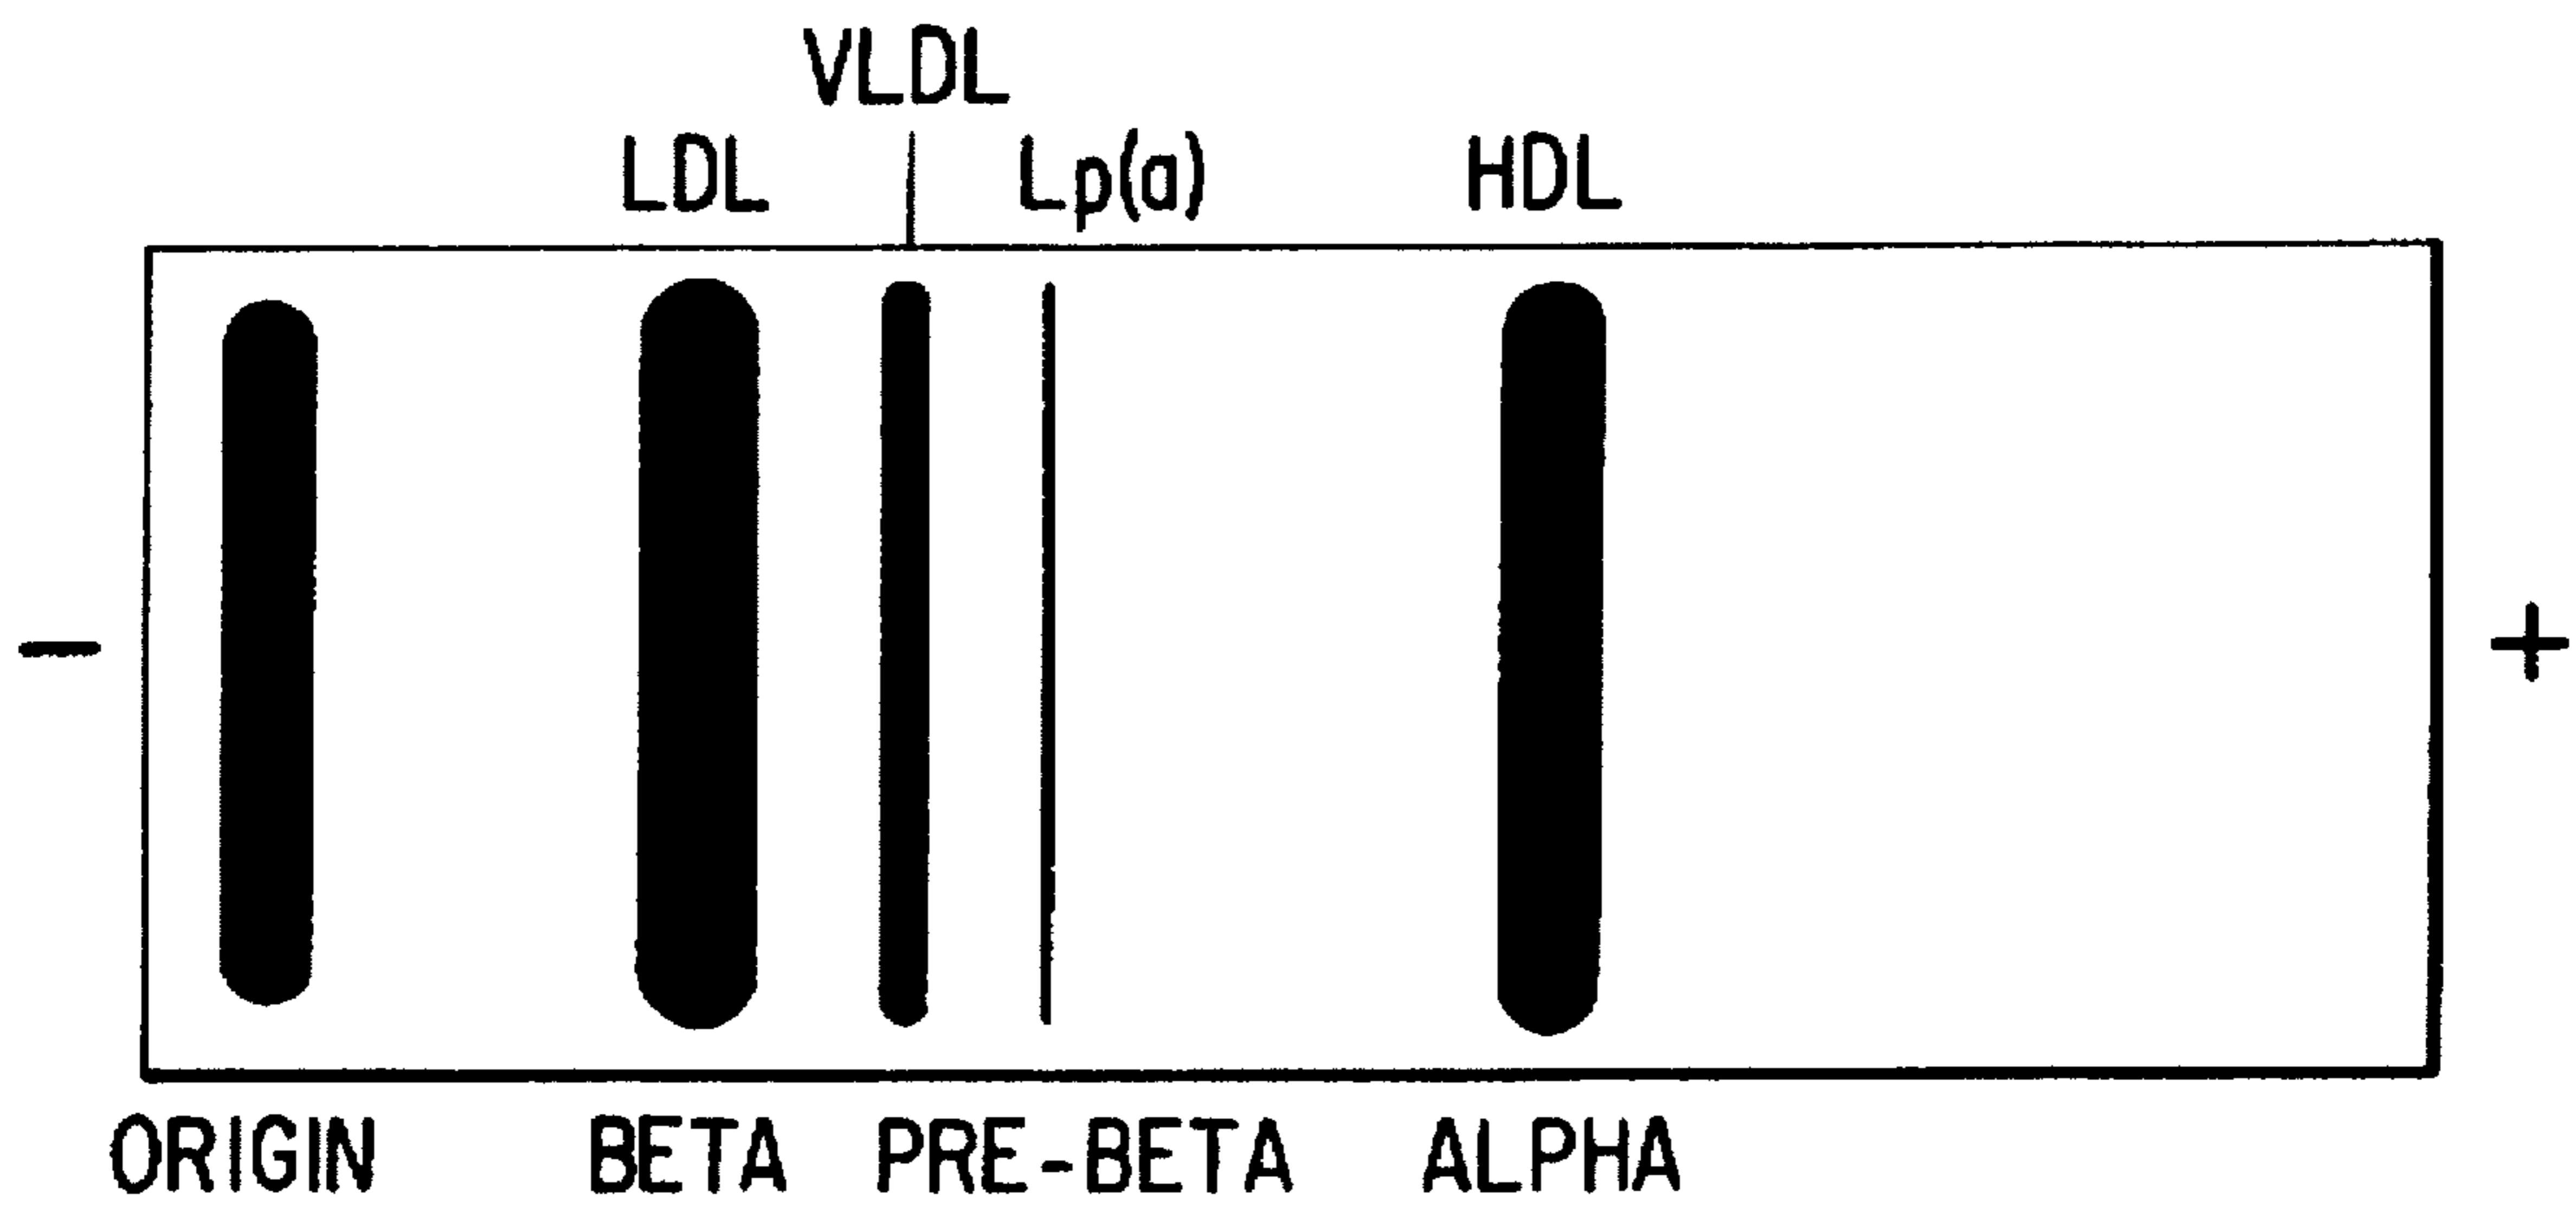 VLDL
LDL Lp(a) HDL
- +
ORIGIN BETA PRE-BETA ALPHA